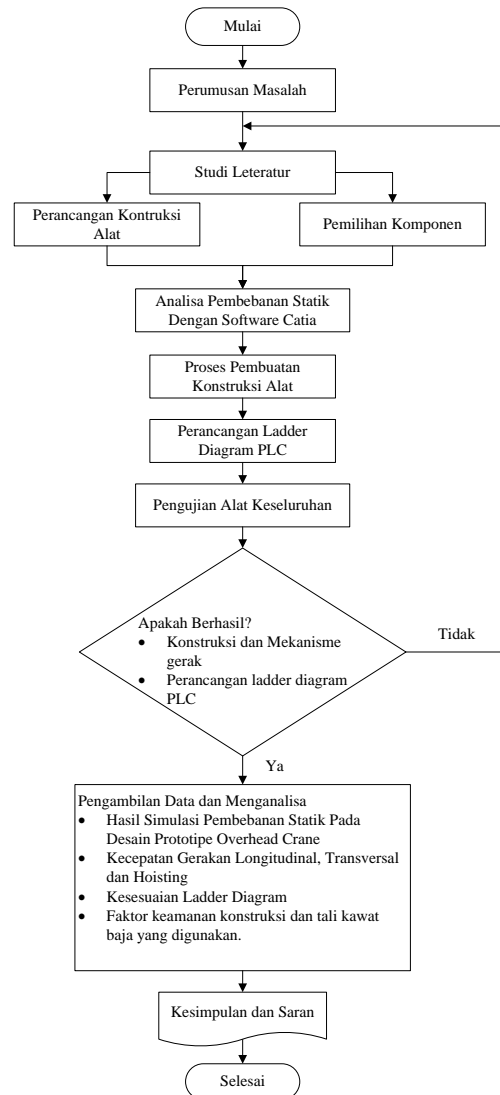 Mulai
Perumusan Masalah
Studi Leteratur
Perancangan Kontruksi
Alat
Pemilihan Komponen
Analisa Pembebanan Statik
Dengan Software Catia
Proses Pembuatan
Konstruksi Alat
Perancangan Ladder
Diagram PLC
Pengujian Alat Keseluruhan
Apakah Berhasil?
• Konstruksi dan Mekanisme
gerak
• Perancangan ladder diagram
PLC
Tidak
Ya
Pengambilan Data dan Menganalisa
• Hasil Simulasi Pembebanan Statik Pada
Desain Prototipe Overhead Crane
• Kecepatan Gerakan Longitudinal, Transversal
dan Hoisting
• Kesesuaian Ladder Diagram
• Faktor keamanan konstruksi dan tali kawat
baja yang digunakan.
Kesimpulan dan Saran
Selesai